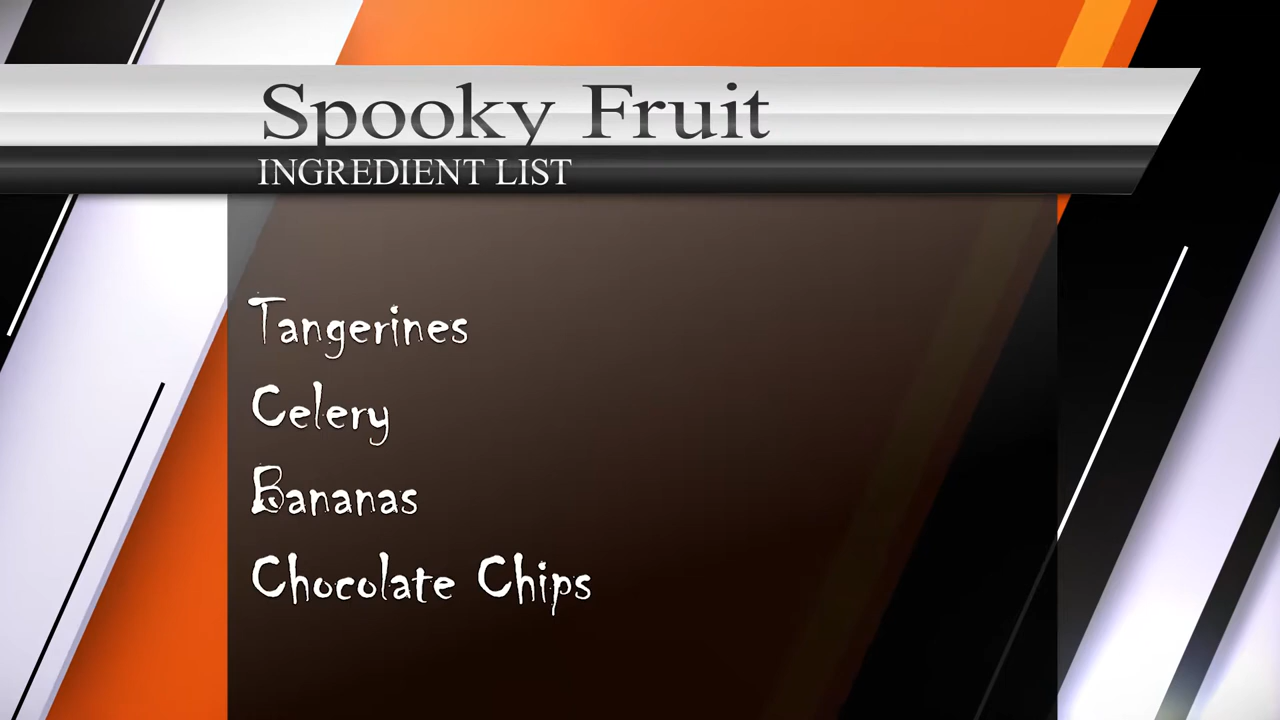 Spooky Fruit
INGREDIENT LIST
Tangerines
Celery
Bananas
Chocolate Chips